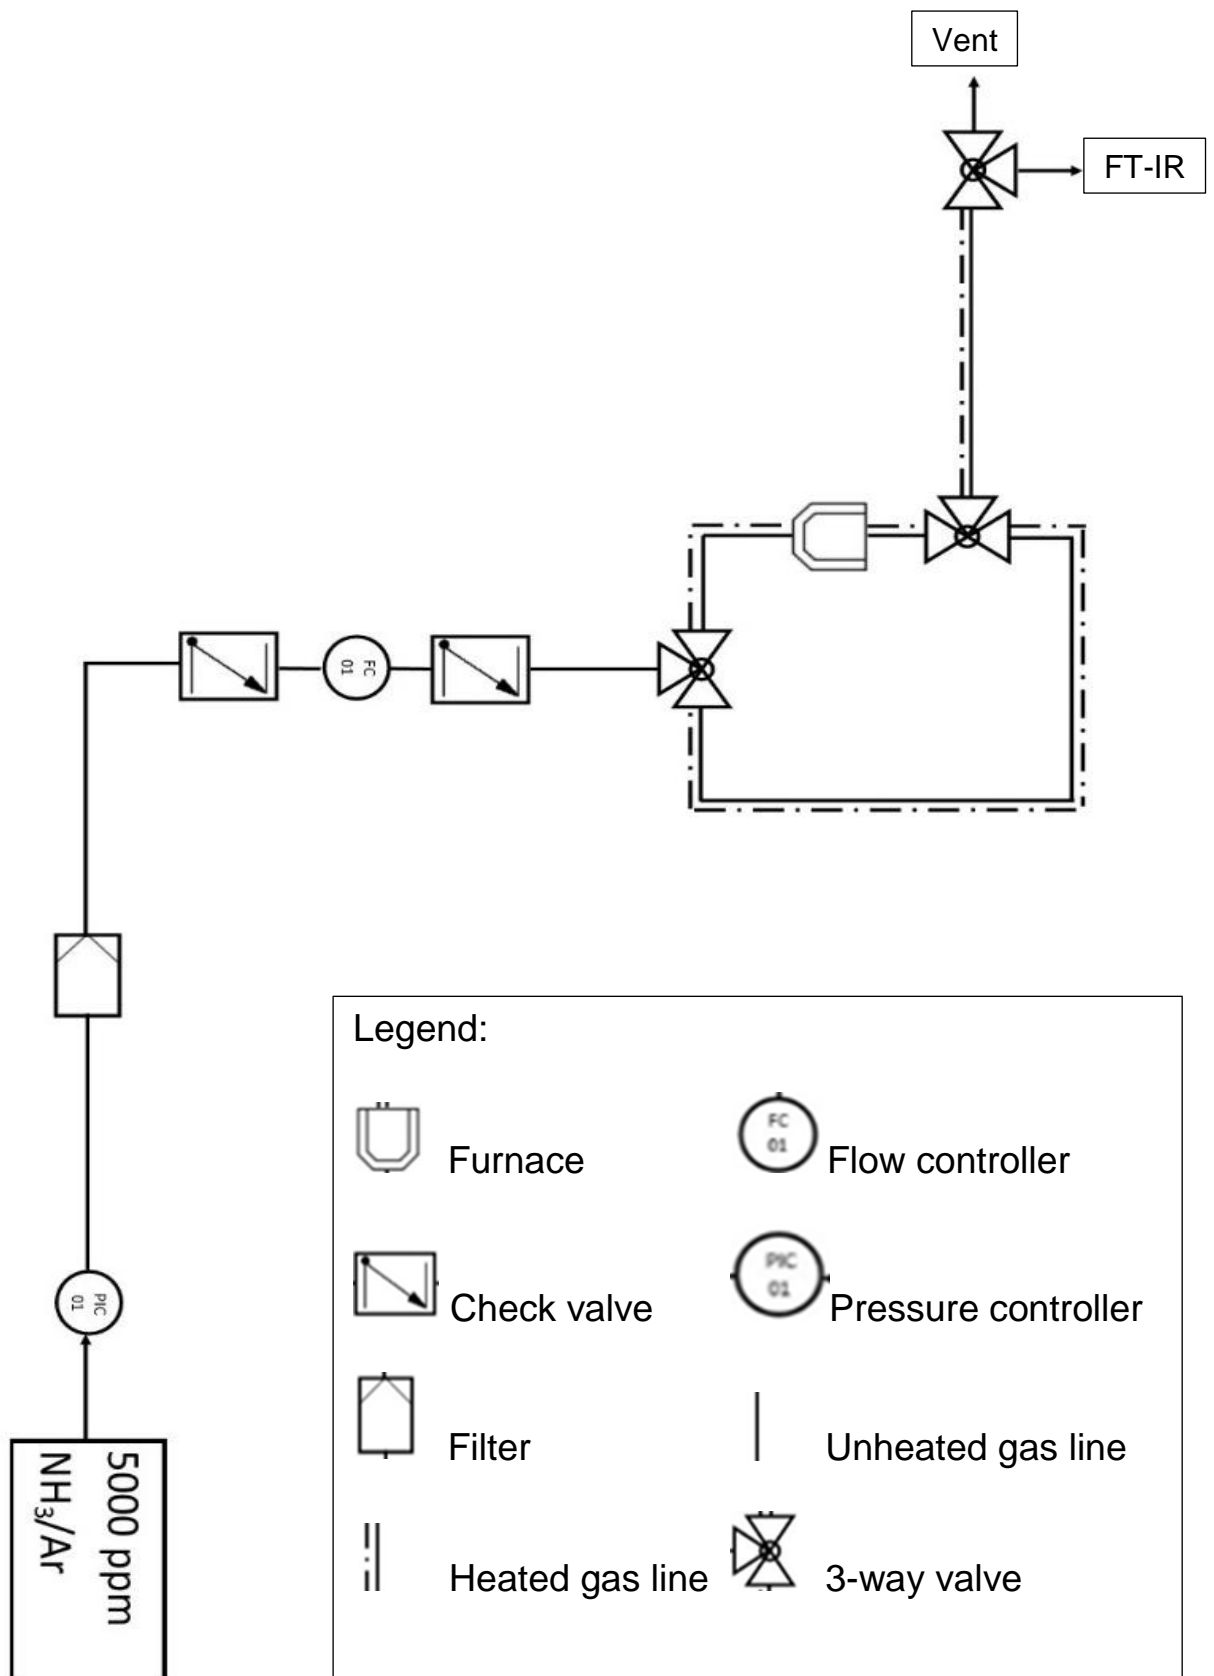 Vent
FT-IR
FC
01
PIC
01
5000 ppm
NH₃/Ar
Legend:
Furnace
FC
01
Flow controller
Check valve
PIC
01
Pressure controller
Filter
Unheated gas line
Heated gas line
3-way valve